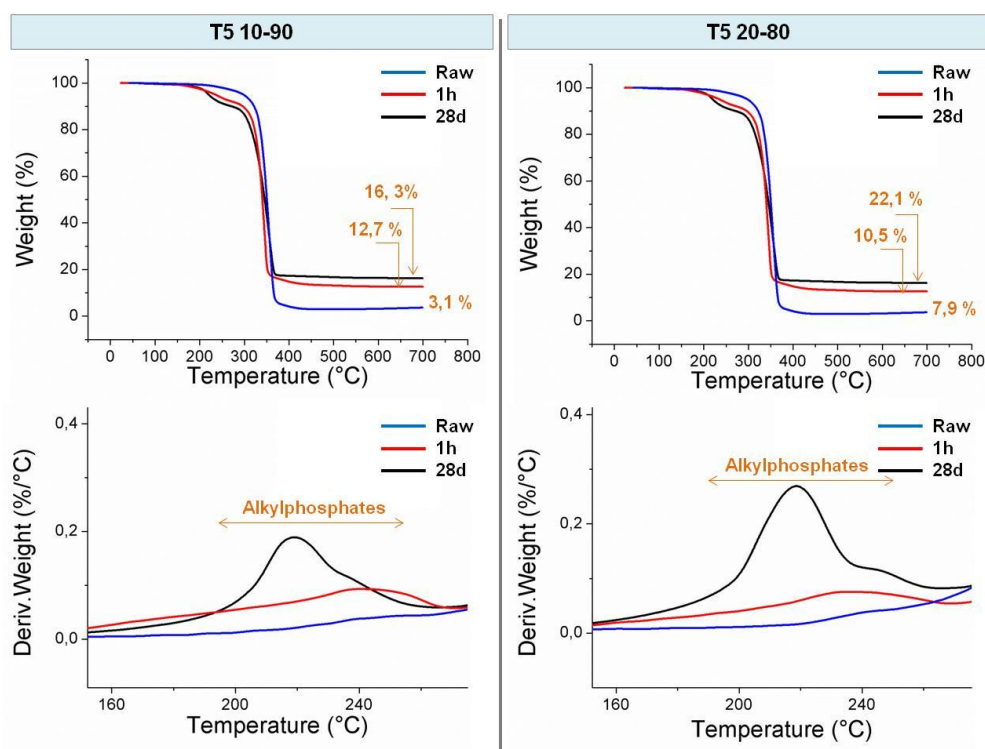 T5 10-90
Raw
1h
28d
100
80
60
40
20
0
Weight (%)
16, 3%
12,7 %
3,1 %
0 100 200 300 400 500 600 700 800
Temperature (°C)
0,4
0,2
0,0
Deriv.Weight (%/°C)
Raw
1h
28d
Alkylphosphates
160 200 240
Temperature (°C)
T5 20-80
Raw
1h
28d
100
80
60
40
20
0
Weight (%)
22,1 %
10,5 %
7,9 %
0 100 200 300 400 500 600 700 800
Temperature (°C)
0,4
0,2
0,0
Deriv.Weight (%/°C)
Raw
1h
28d
Alkylphosphates
160 200 240
Temperature (°C)